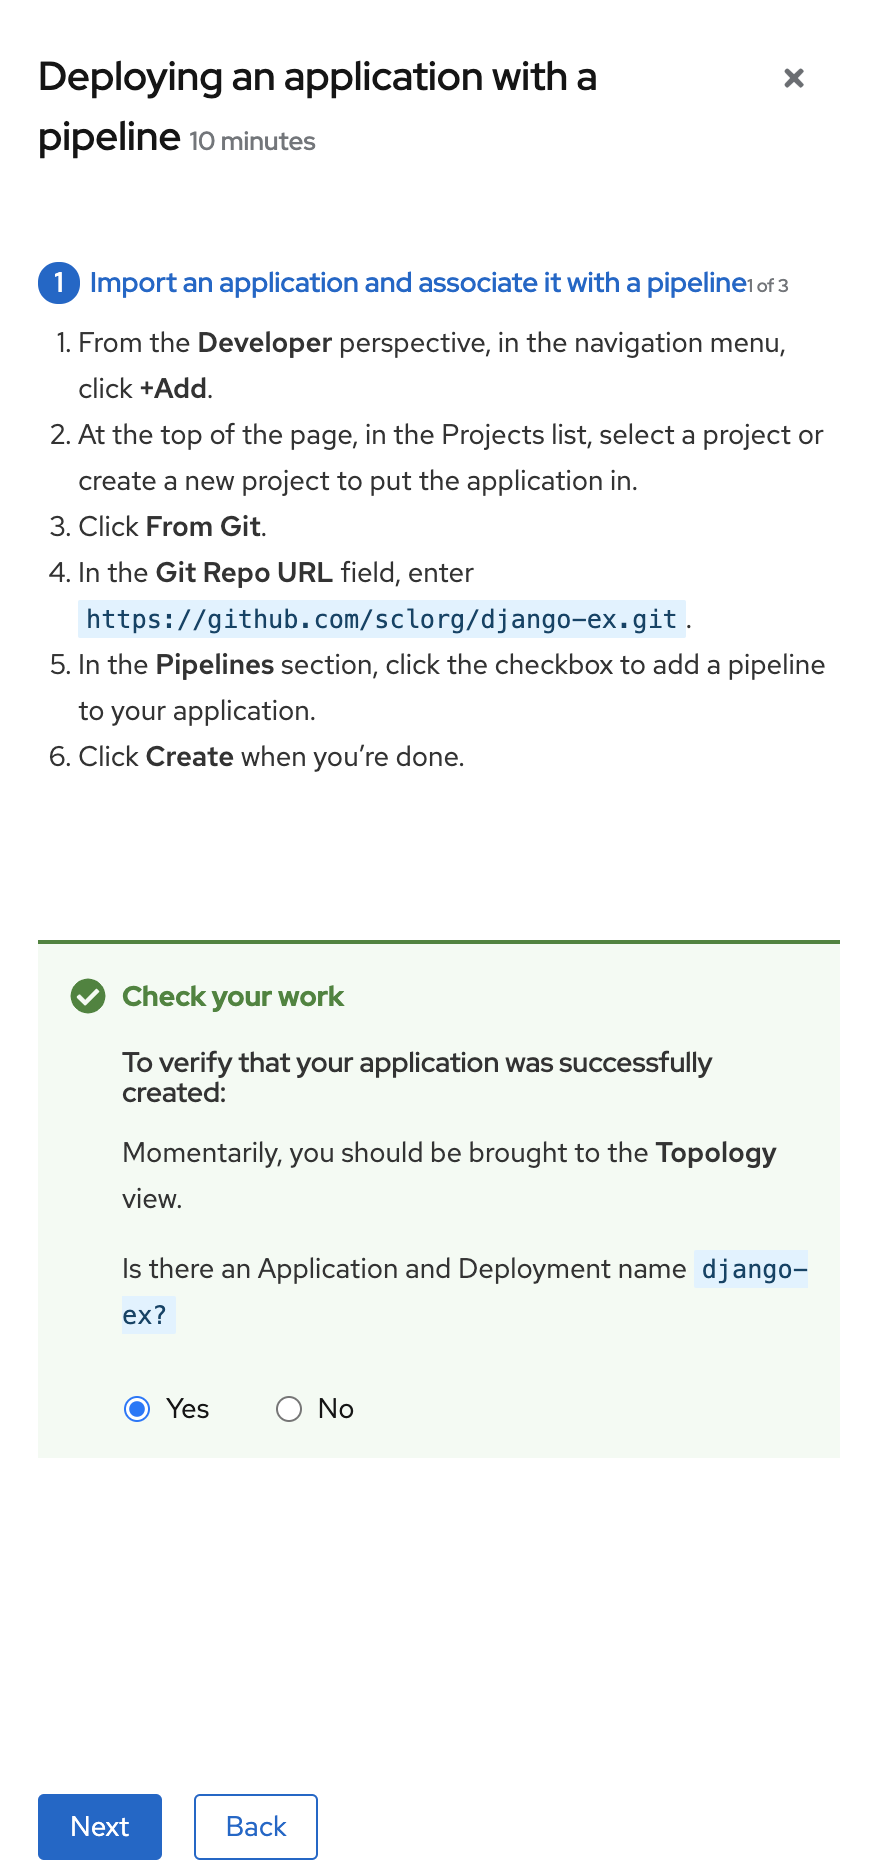 Deploying an application with a
pipeline 10 minutes
1 Import an application and associate it with a pipeline 1 of 3
1. From the Developer perspective, in the navigation menu,
click +Add.
2. At the top of the page, in the Projects list, select a project or
create a new project to put the application in.
3. Click From Git.
4. In the Git Repo URL field, enter
https://github.com/sclorg/django-ex.git.
5. In the Pipelines section, click the checkbox to add a pipeline
to your application.
6. Click Create when you’re done.
Check your work
To verify that your application was successfully
created:
Momentarily, you should be brought to the Topology
view.
Is there an Application and Deployment name django-
ex?
Yes No
Next Back